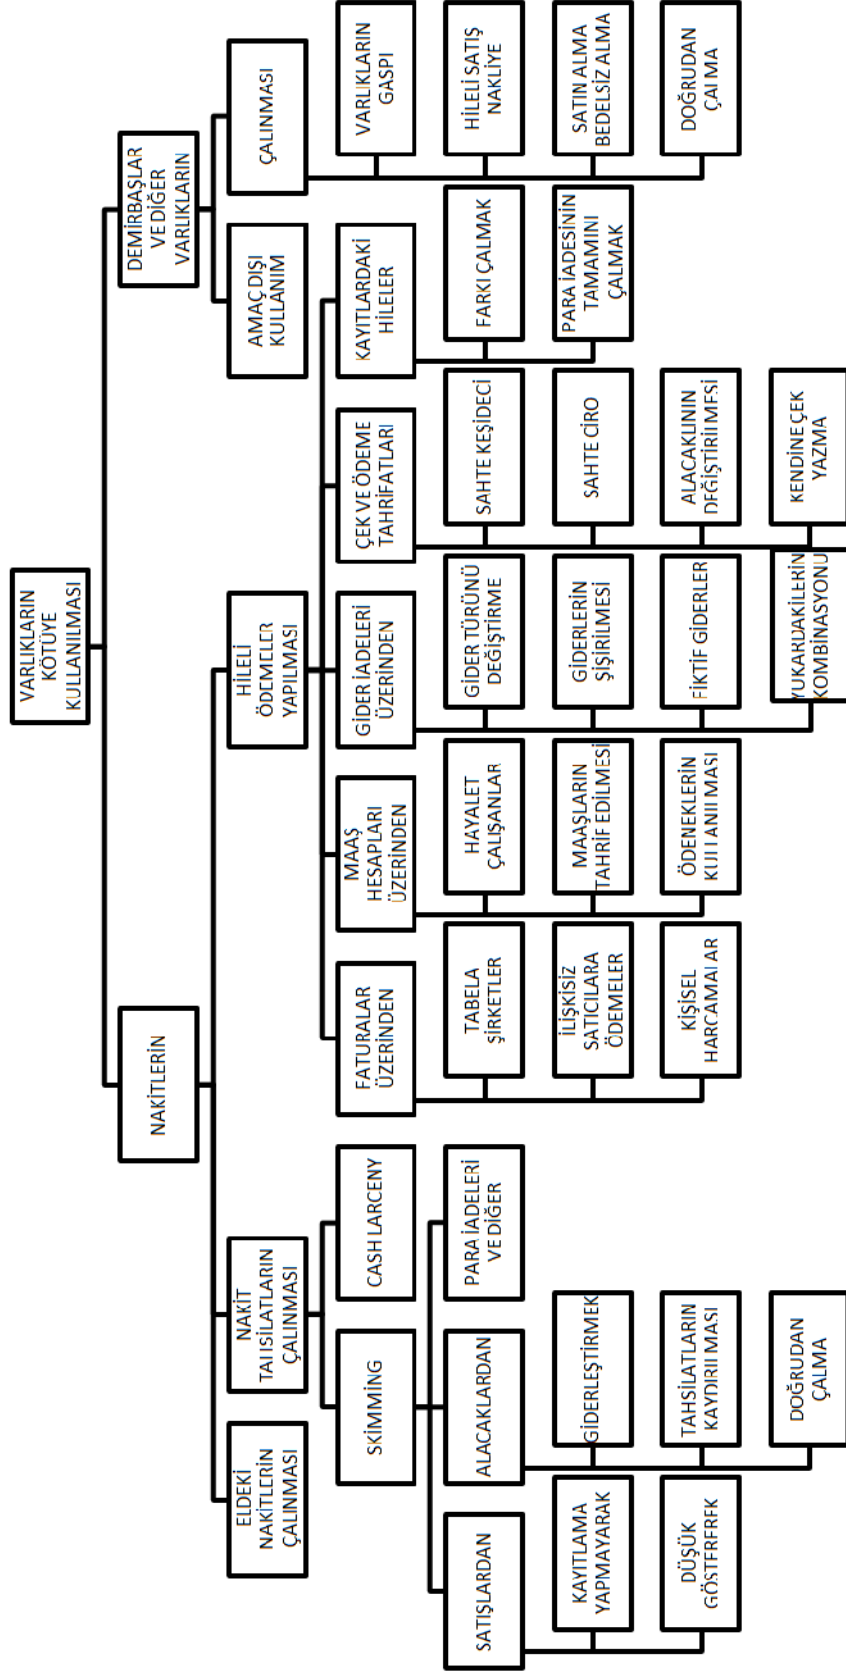 VARLIKLARIN
KÖTÜYE
KULLANILMASI
NAKİTLERİN
DEMİRBAŞLAR
VE DİĞER
VARLIKLARIN
ELDEKİ
NAKİTLERİN
ÇALINMASI
NAKİT
TAHSİLATLARIN
ÇALINMASI
HİLELİ
ÖDEMELER
YAPILMASI
AMAÇ DIŞI
KULLANIM
ÇALINMASI
SKİMMİNG
CASH LARCENY
FATURALAR
ÜZERİNDEN
MAAŞ
HESAPLARI
ÜZERİNDEN
GİDER İADELERİ
ÜZERİNDEN
ÇEK VE ÖDEME
TAHRİFATLARI
KAYITLARDAKİ
HİLELER
VARLIKLARIN
GASPI
SATIŞLARDAN
ALACAKLARDAN
PARA İADELERİ
VE DİĞER
TABELA
ŞİRKETLER
HAYALET
ÇALIŞANLAR
GİDER TÜRÜNÜ
DEĞİŞTİRME
SAHTE KEŞİDECİ
FARKI ÇALMAK
HİLELİ SATIŞ
NAKLİYE
KAYITLAMA
YAPMAYARAK
GİDERLEŞTİRMEK
İLİŞKİSİZ
SATICILARA
ÖDEMELER
MAAŞLARIN
TAHRİF EDİLMESİ
GİDERLERİN
ŞİŞİRİLMESİ
SAHTE CİRO
PARA İADESİNİN
TAMAMINI
ÇALMAK
SATIN ALMA
BEDELSİZ ALMA
DÜŞÜK
GÖSTEREREK
TAHSİLATLARIN
KAYDIRILMASI
KİŞİSEL
HARCAMALAR
ÖDENEKLERİN
KULLANILMASI
FİKTİF GİDERLER
ALACAKLININ
DEĞİŞTİRİLMESİ
DOĞRUDAN
ÇALMA
DOĞRUDAN
ÇALMA
YUKARDAKİLERİN
KOMBİNASYONU
KENDİNE ÇEK
YAZMA